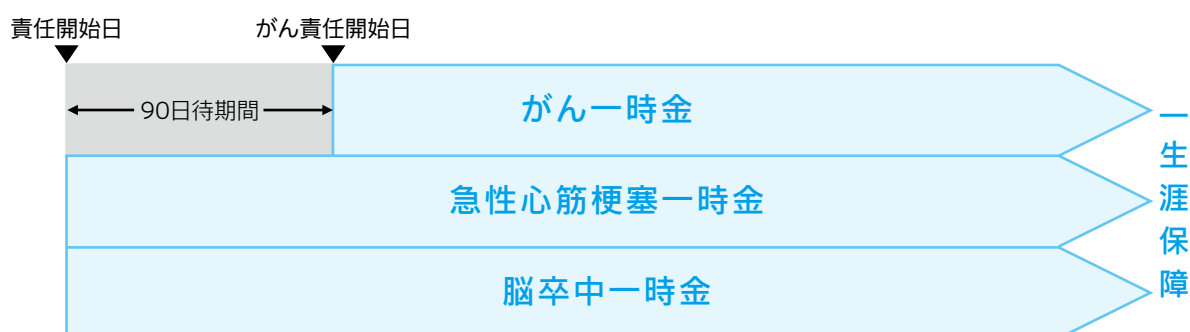 責任開始日
がん責任開始日
90日待期間
がん一時金
急性心筋梗塞一時金
脳卒中一時金
一生涯保障